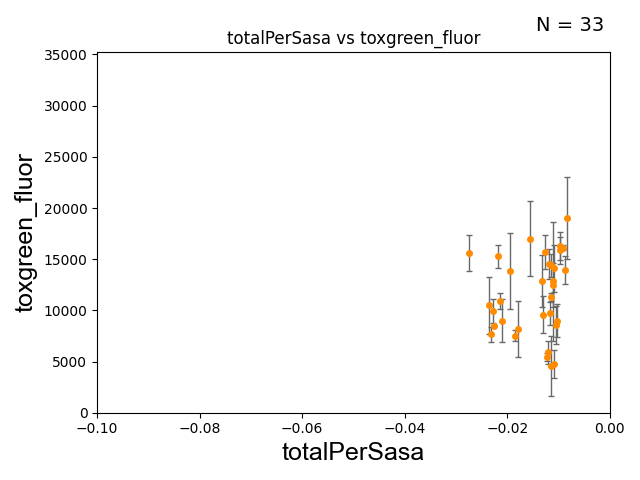 N = 33
totalPerSasa vs toxgreen_fluor
35000
30000
25000
20000
15000
10000
5000
0
toxgreen_fluor
−0.10 −0.08 −0.06 −0.04 −0.02 0.00
totalPerSasa